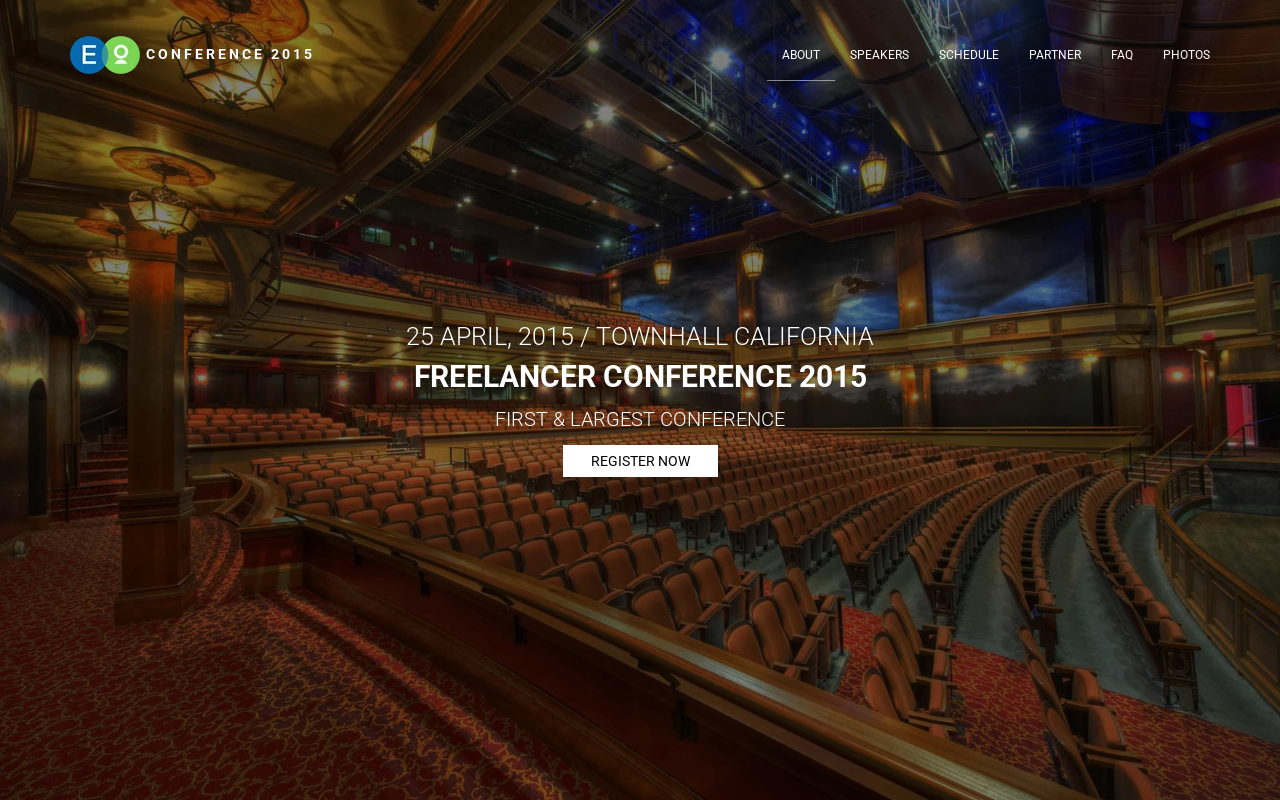 EO CONFERENCE 2015
ABOUT SPEAKERS SCHEDULE PARTNER FAQ PHOTOS
25 APRIL, 2015 / TOWNHALL CALIFORNIA
FREELANCER CONFERENCE 2015
FIRST & LARGEST CONFERENCE
REGISTER NOW